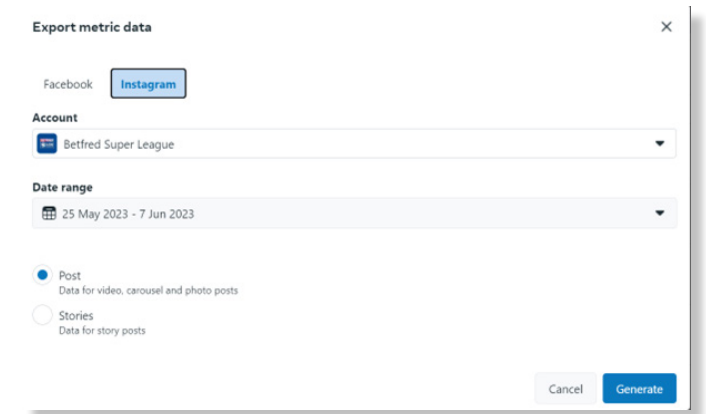 Export metric data
Facebook Instagram
Account
Betfred Super League
Date range
25 May 2023 - 7 Jun 2023
Post
Data for video, carousel and photo posts
Stories
Data for story posts
Cancel Generate